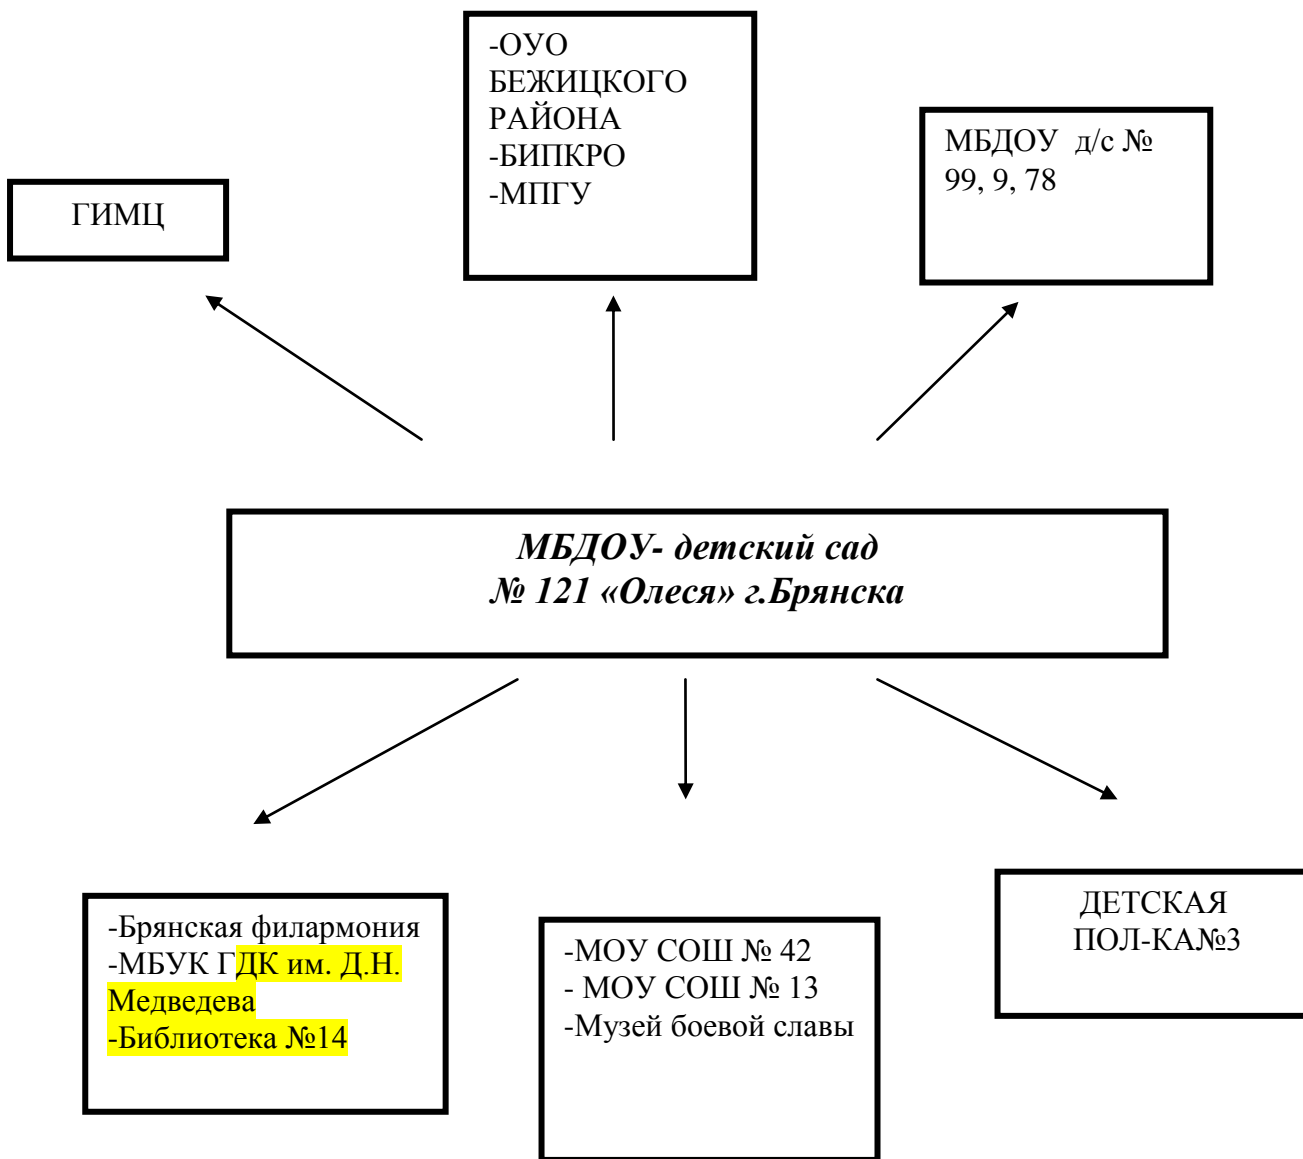 -ОУО
БЕЖИЦКОГО
РАЙОНА
-БИПКРО
-МПГУ
МБДОУ  д/с №
99, 9, 78
ГИМЦ
МБДОУ- детский сад
№ 121 «Олеся» г.Брянска
-Брянская филармония
-МБУК ГДК им. Д.Н.
Медведева
-Библиотека №14
-МОУ СОШ № 42
- МОУ СОШ № 13
-Музей боевой славы
ДЕТСКАЯ
ПОЛ-КА№3